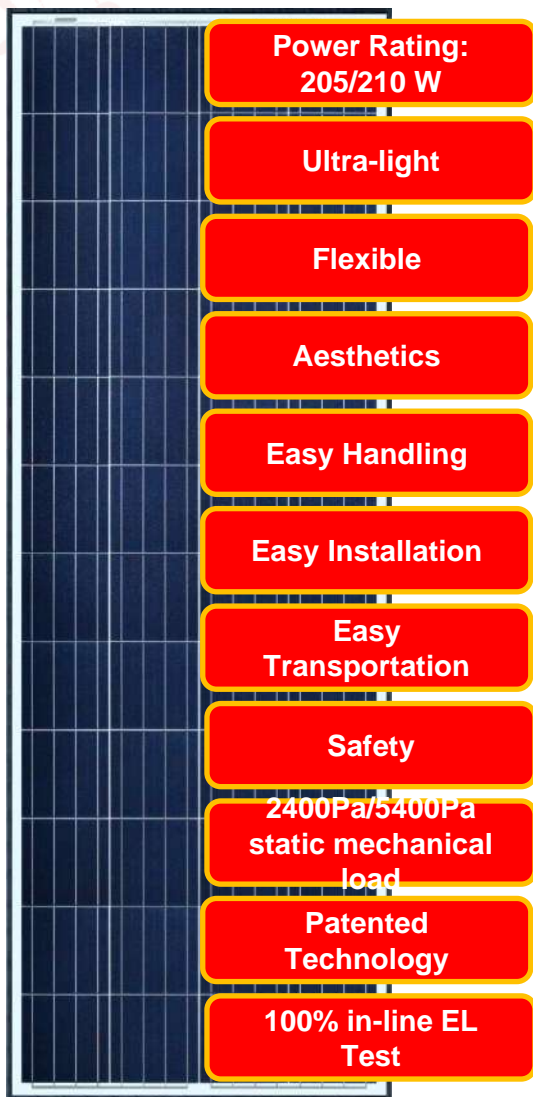 Power Rating:
205/210 W
Ultra-light
Flexible
Aesthetics
Easy Handling
Easy Installation
Easy
Transportation
Safety
2400Pa/5400Pa
static mechanical
load
Patented
Technology
100% in-line EL
Test